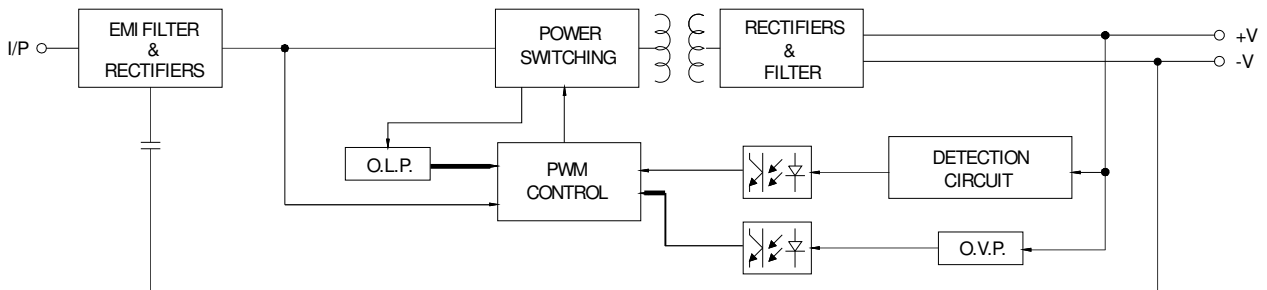 I/P
EMI FILTER
&
RECTIFIERS
POWER
SWITCHING
RECTIFIERS
&
FILTER
+V
-V
O.L.P.
PWM
CONTROL
DETECTION
CIRCUIT
O.V.P.